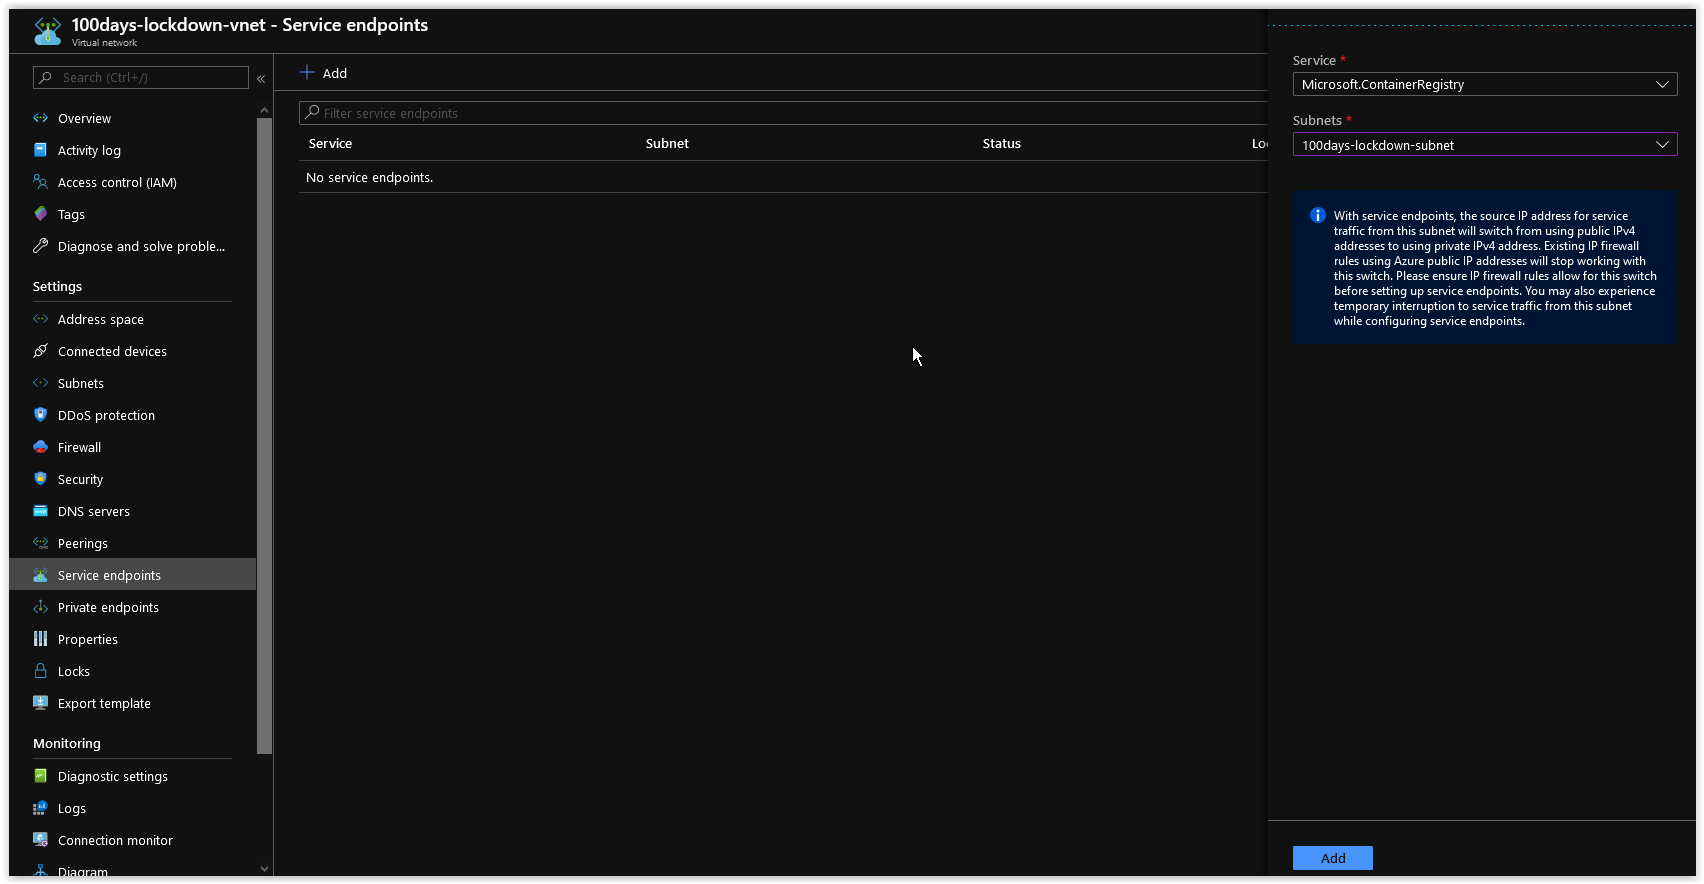 100days-lockdown-vnet - Service endpoints
Virtual network
Search (Ctrl+/)
«
Overview
Activity log
Access control (IAM)
Tags
Diagnose and solve proble...
Settings
Address space
Connected devices
Subnets
DDoS protection
Firewall
Security
DNS servers
Peerings
Service endpoints
Private endpoints
Properties
Locks
Export template
Monitoring
Diagnostic settings
Logs
Connection monitor
Diagram
Add
Filter service endpoints
Service Subnet Status Loc
No service endpoints.
Service *
Microsoft.ContainerRegistry
Subnets *
100days-lockdown-subnet
With service endpoints, the source IP address for service
traffic from this subnet will switch from using public IPv4
addresses to using private IPv4 address. Existing IP firewall
rules using Azure public IP addresses will stop working with
this switch. Please ensure IP firewall rules allow for this switch
before setting up service endpoints. You may also experience
temporary interruption to service traffic from this subnet
while configuring service endpoints.
Add